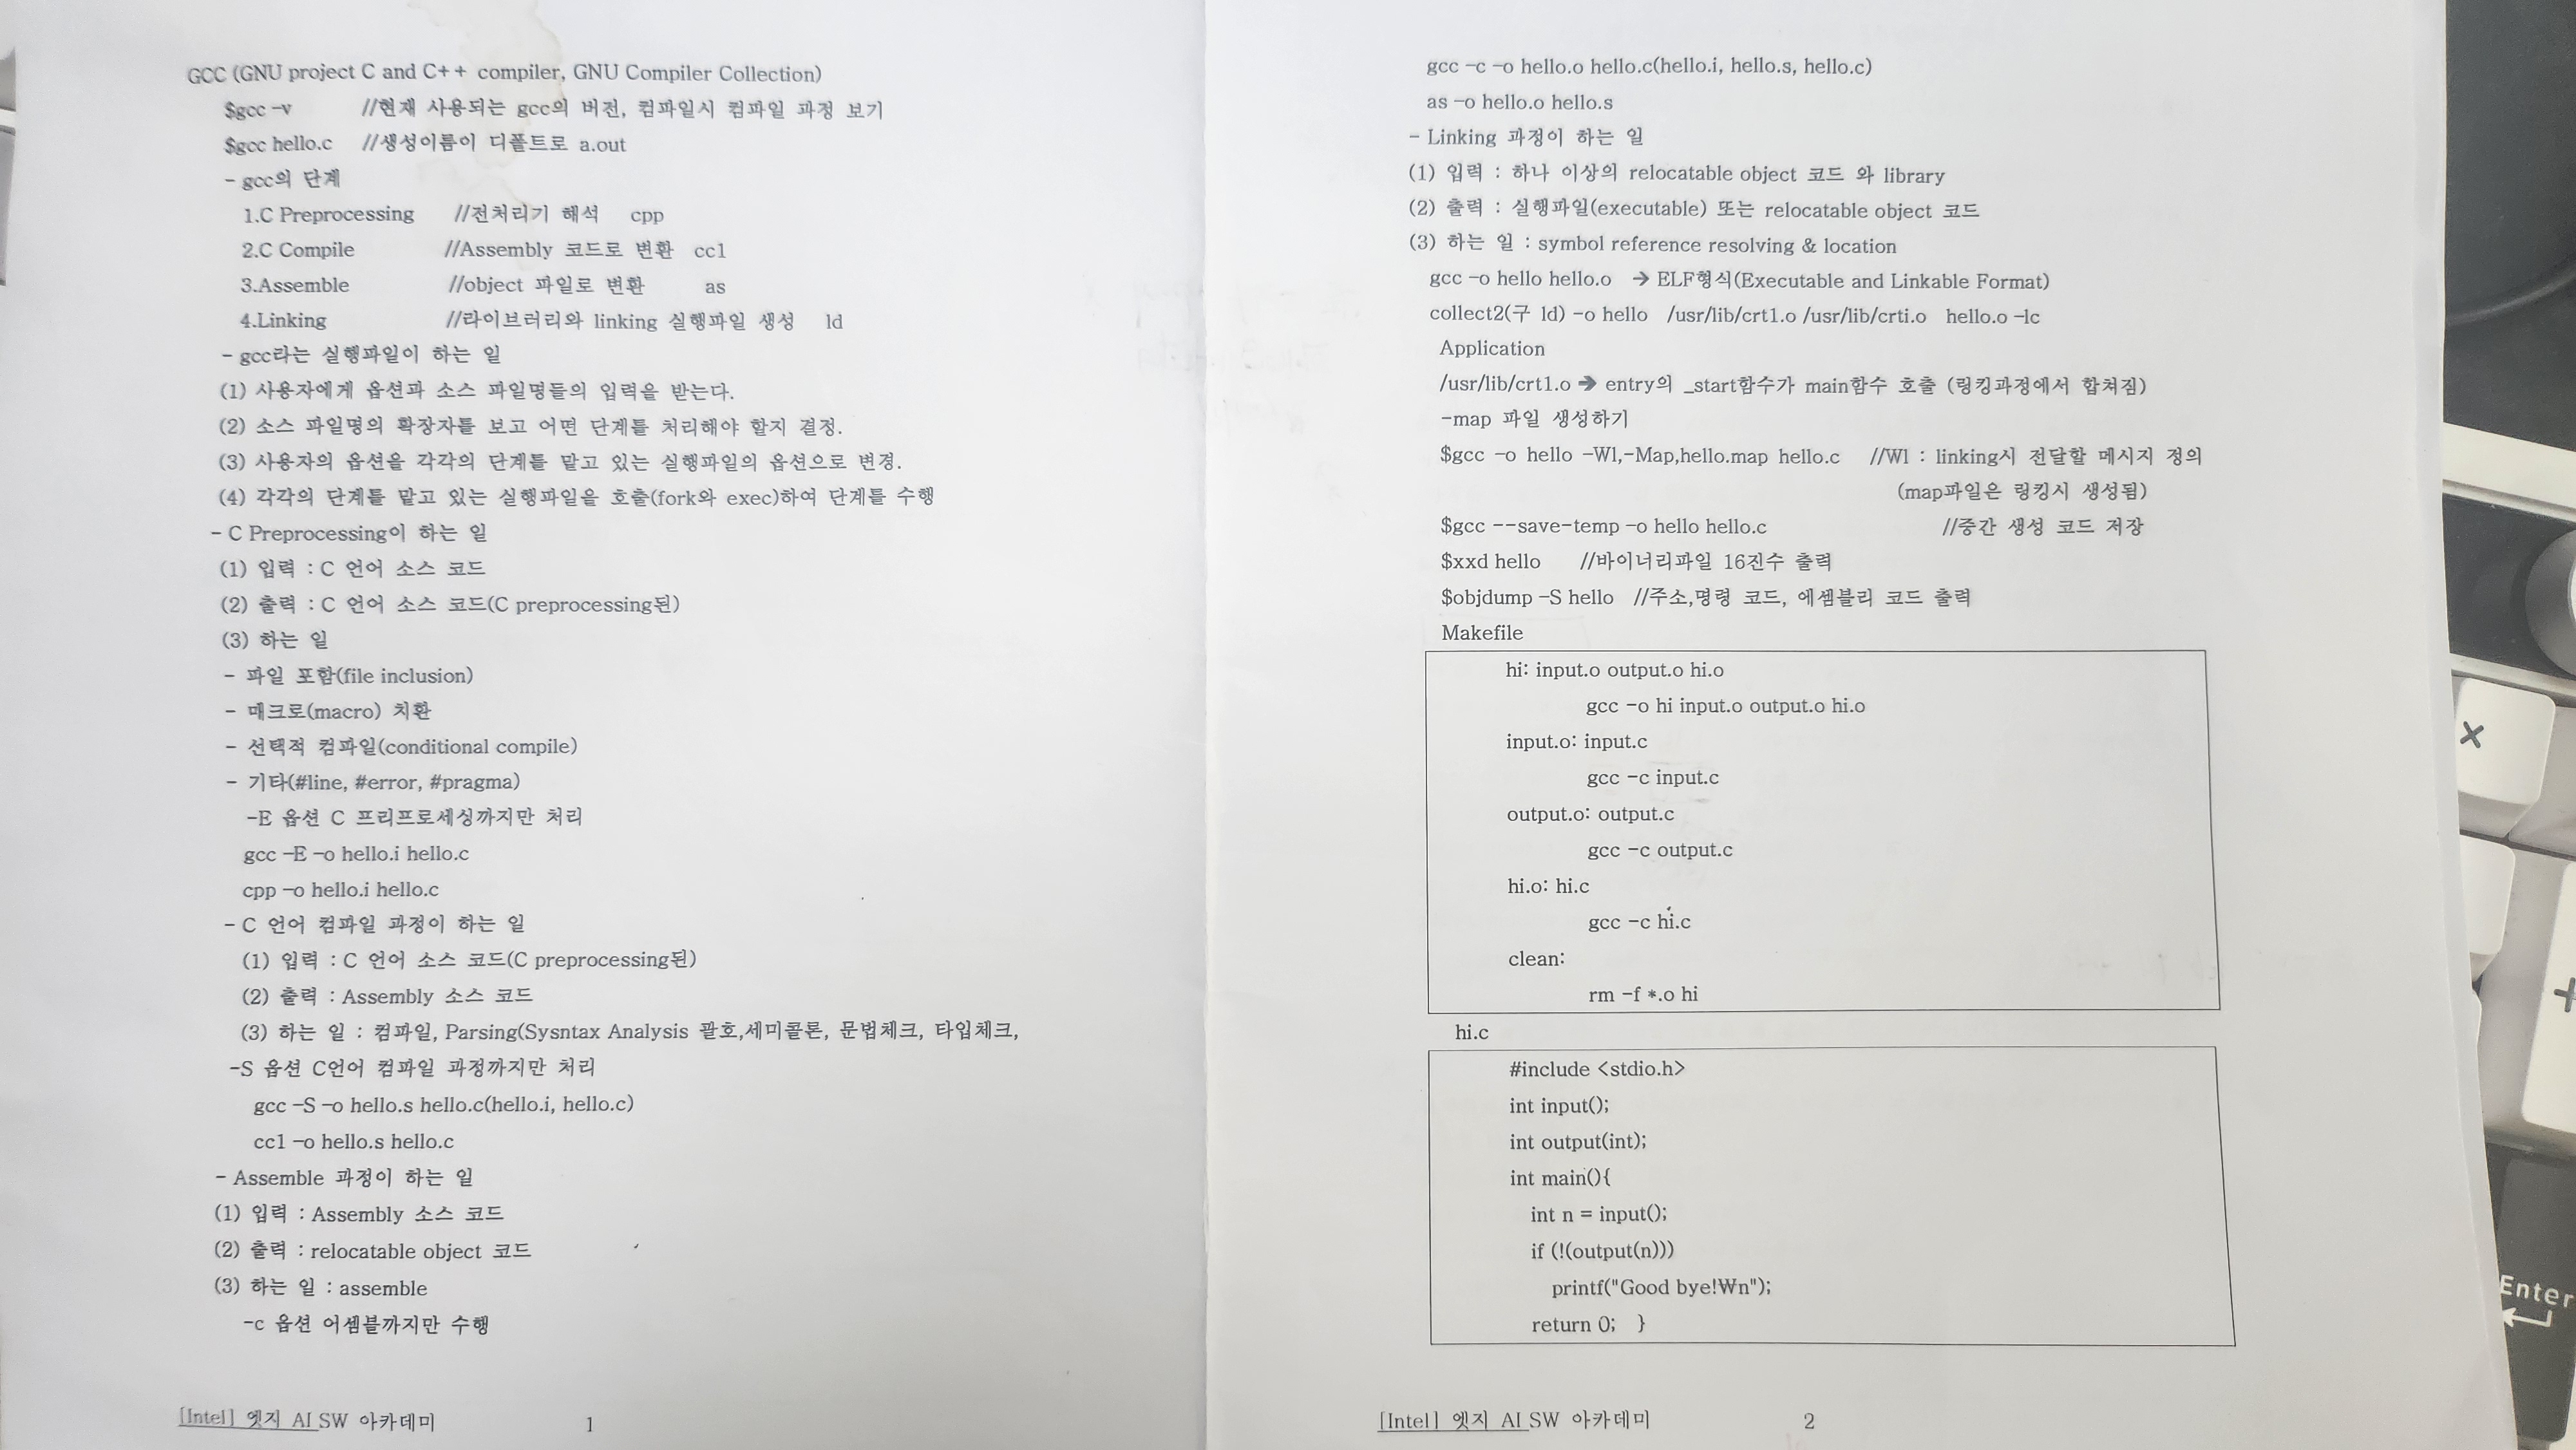 GCC (GNU project C and C++ compiler, GNU Compiler Collection)
$gcc -v //현재 사용되는 gcc의 버전, 컴파일시 컴파일 과정 보기
$gcc hello.c //생성이름이 디폴트로 a.out
- gcc의 단계
1.C Preprocessing //전처리기 해석 cpp
2.C Compile //Assembly 코드로 변환 cc1
3.Assemble //object 파일로 변환 as
4.Linking //라이브러리와 linking 실행파일 생성 ld
- gcc라는 실행파일이 하는 일
(1) 사용자에게 옵션과 소스 파일명들의 입력을 받는다.
(2) 소스 파일명의 확장자를 보고 어떤 단계를 처리해야 할지 결정.
(3) 사용자의 옵션을 각각의 단계를 맡고 있는 실행파일의 옵션으로 변경.
(4) 각각의 단계를 맡고 있는 실행파일을 호출(fork와 exec)하여 단계를 수행
- C Preprocessing이 하는 일
(1) 입력 : C 언어 소스 코드
(2) 출력 : C 언어 소스 코드(C preprocessing된)
(3) 하는 일
- 파일 포함(file inclusion)
- 매크로(macro) 치환
- 선택적 컴파일(conditional compile)
- 기타(#line, #error, #pragma)
-E 옵션 C 프리프로세싱까지만 처리
gcc -E -o hello.i hello.c
cpp -o hello.i hello.c
- C 언어 컴파일 과정이 하는 일
(1) 입력 : C 언어 소스 코드(C preprocessing된)
(2) 출력 : Assembly 소스 코드
(3) 하는 일 : 컴파일, Parsing(Sysntax Analysis 괄호,세미콜론, 문법체크, 타입체크,
-S 옵션 C언어 컴파일 과정까지만 처리
gcc -S -o hello.s hello.c(hello.i, hello.c)
cc1 -o hello.s hello.c
- Assemble 과정이 하는 일
(1) 입력 : Assembly 소스 코드
(2) 출력 : relocatable object 코드
(3) 하는 일 : assemble
-c 옵션 어셈블까지만 수행
[Intel] 엣지 AI SW 아카데미 1
gcc -c -o hello.o hello.c(hello.i, hello.s, hello.c)
as -o hello.o hello.s
- Linking 과정이 하는 일
(1) 입력 : 하나 이상의 relocatable object 코드 와 library
(2) 출력 : 실행파일(executable) 또는 relocatable object 코드
(3) 하는 일 : symbol reference resolving & location
gcc -o hello hello.o → ELF형식(Executable and Linkable Format)
collect2(구 ld) -o hello /usr/lib/crt1.o /usr/lib/crti.o hello.o -lc
Application
/usr/lib/crt1.o → entry의 _start함수가 main함수 호출 (링킹과정에서 합쳐짐)
-map 파일 생성하기
$gcc -o hello -Wl,-Map,hello.map hello.c //Wl : linking시 전달할 메시지 정의
(map파일은 링킹시 생성됨)
$gcc --save-temp -o hello hello.c //중간 생성 코드 저장
$xxd hello //바이너리파일 16진수 출력
$objdump -S hello //주소,명령 코드, 에셈블리 코드 출력
Makefile
hi: input.o output.o hi.o
gcc -o hi input.o output.o hi.o
input.o: input.c
gcc -c input.c
output.o: output.c
gcc -c output.c
hi.o: hi.c
gcc -c hi.c
clean:
rm -f *.o hi
hi.c
#include <stdio.h>
int input();
int output(int);
int main(){
int n = input();
if (!(output(n)))
printf("Good bye!₩n");
return 0; }
[Intel] 엣지 AI SW 아카데미 2
×
+
Enter